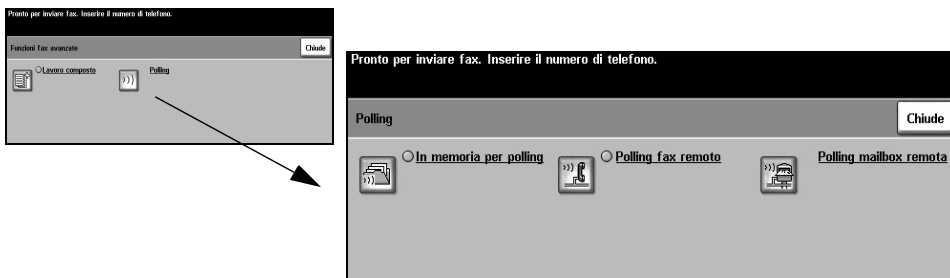 Pronto per inviare fax. Inserire il numero di telefono.
Funzioni fax avanzate
Chiude
Lavoro composto
Polling
Pronto per inviare fax. Inserire il numero di telefono.
Polling
Chiude
In memoria per polling
Polling fax remoto
Polling mailbox remota